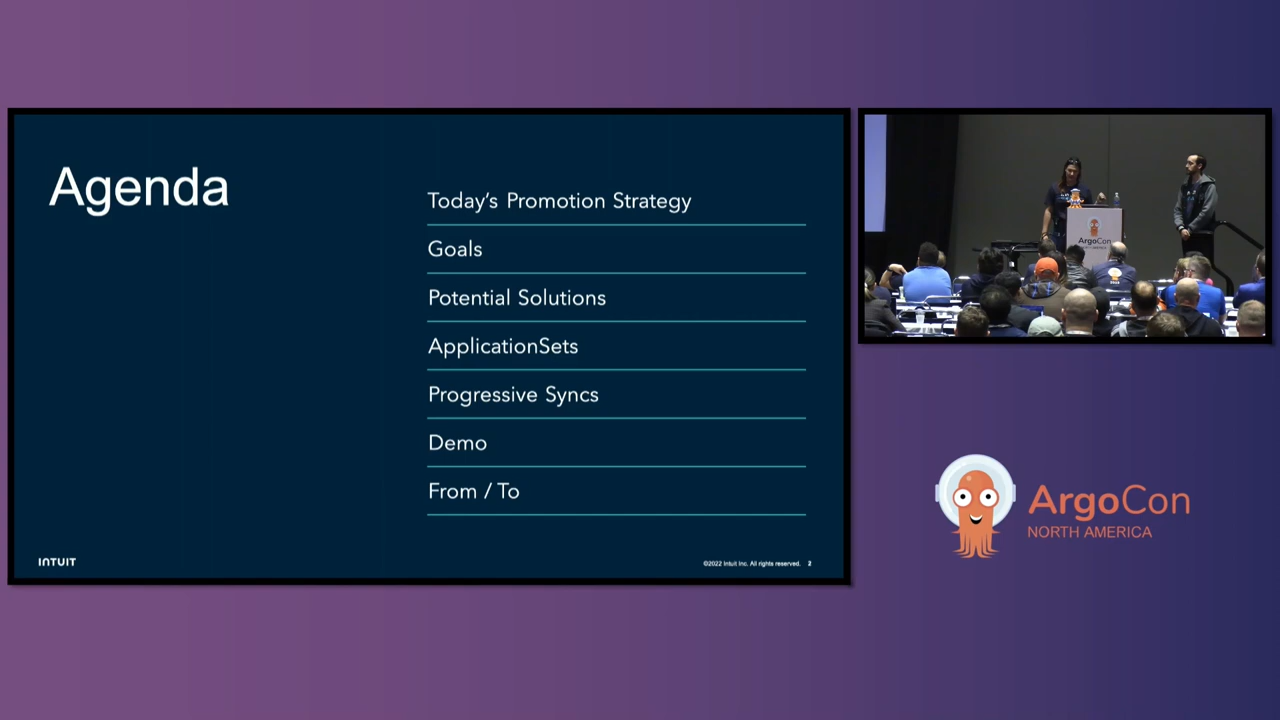 Agenda
Today's Promotion Strategy
Goals
Potential Solutions
ApplicationSets
Progressive Syncs
Demo
From / To
INTUIT
©2022 Intuit Inc. All rights reserved. 2
ArgoCon
ArgoCon
NORTH AMERICA